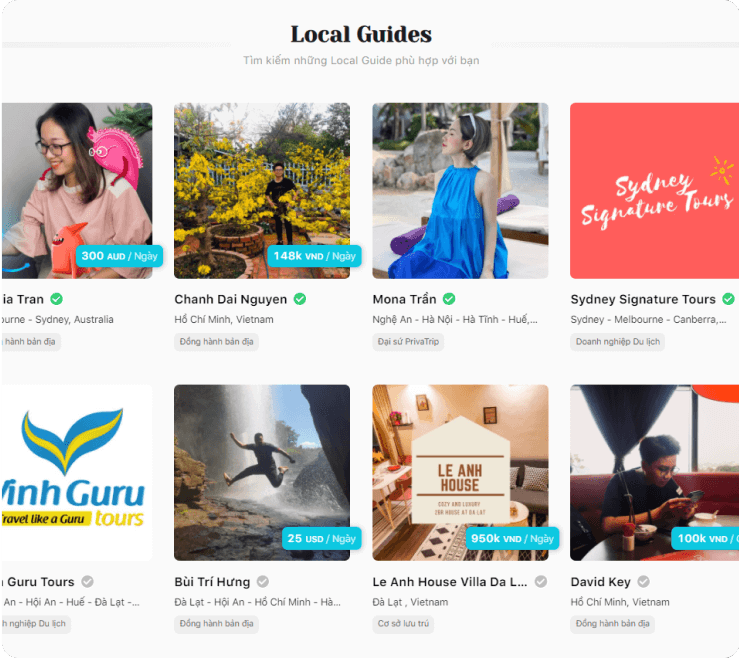 Local Guides
Tìm kiếm những Local Guide phù hợp với bạn
300 AUD / Ngày
148k VND / Ngày
Sydney
Signature Tours
ia Tran
Chanh Dai Nguyen
Mona Trần
Sydney Signature Tours
ourne - Sydney, Australia
Hồ Chí Minh, Vietnam
Nghệ An - Hà Nội - Hà Tĩnh - Huế,...
Sydney - Melbourne - Canberra,...
hành bản địa
Đồng hành bản địa
Đại sứ PrivaTrip
Doanh nghiệp Du lịch
Vinh Guru
Travel like a Guru tours
25 USD / Ngày
LE ANH
HOUSE
COZY AND LUXURY
2BR HOUSE AT DA LAT
950k VND / Ngày
100k VND /
Guru Tours
Bùi Trí Hưng
Le Anh House Villa Da L...
David Key
An - Hội An - Huế - Đà Lạt -...
Đà Lạt - Hội An - Hồ Chí Minh - Hà...
Đà Lạt , Vietnam
Hồ Chí Minh, Vietnam
nghiệp Du lịch
Đồng hành bản địa
Cơ sở lưu trú
Đồng hành bản địa